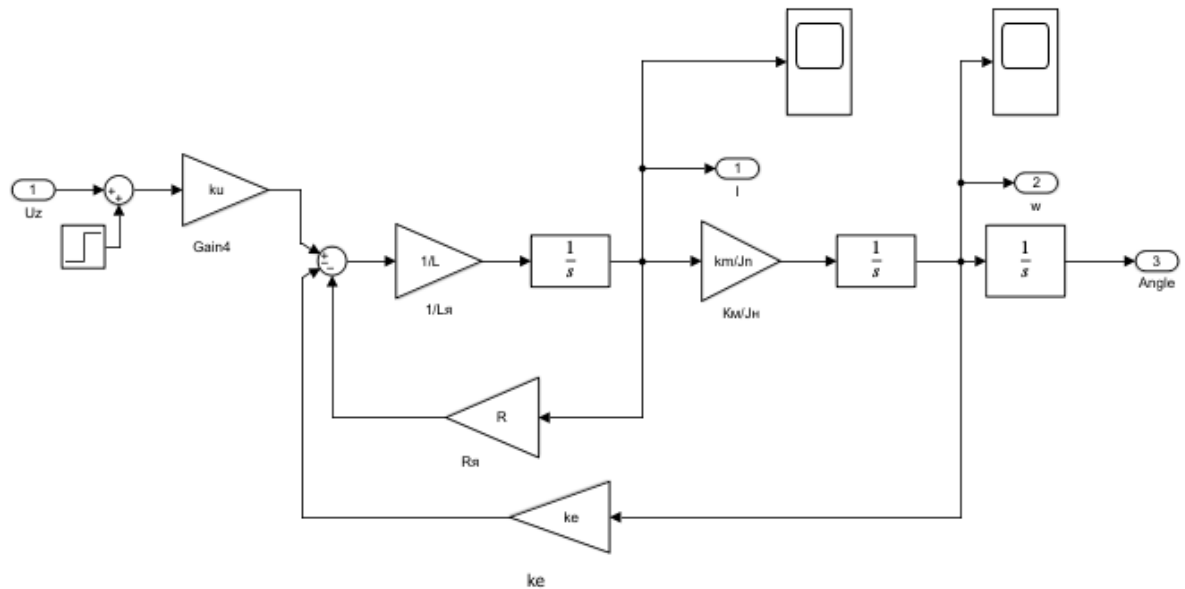 1
Uz
+
+
ku
Gain4
+
−
−
1/L
1/Lя
1
s
1
I
km/Jn
Км/Jн
1
s
2
w
1
s
3
Angle
R
Rя
ke
ke